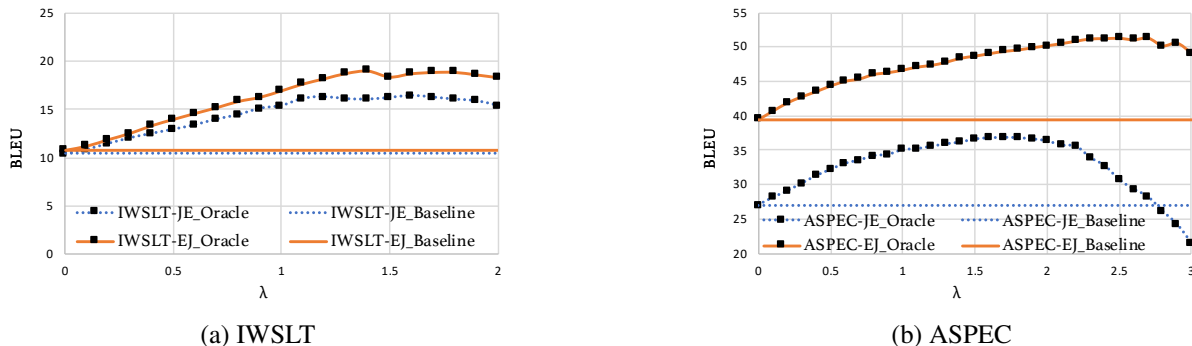 25
20
15
10
5
0
BLEU
IWSLT-JE_Oracle IWSLT-JE_Baseline
IWSLT-EJ_Oracle IWSLT-EJ_Baseline
0 0.5 1 1.5 2
λ
(a) IWSLT
55
50
45
40
35
30
25
20
BLEU
ASPEC-JE_Oracle ASPEC-JE_Baseline
ASPEC-EJ_Oracle ASPEC-EJ_Baseline
0 0.5 1 1.5 2 2.5 3
λ
(b) ASPEC